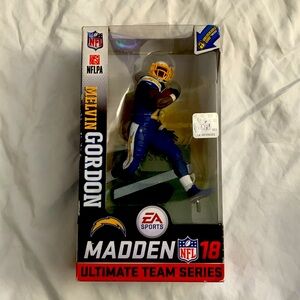 NFL
NFLPA
MELVIN
GORDON
EA
SPORTS
MADDEN NFL 18
ULTIMATE TEAM SERIES